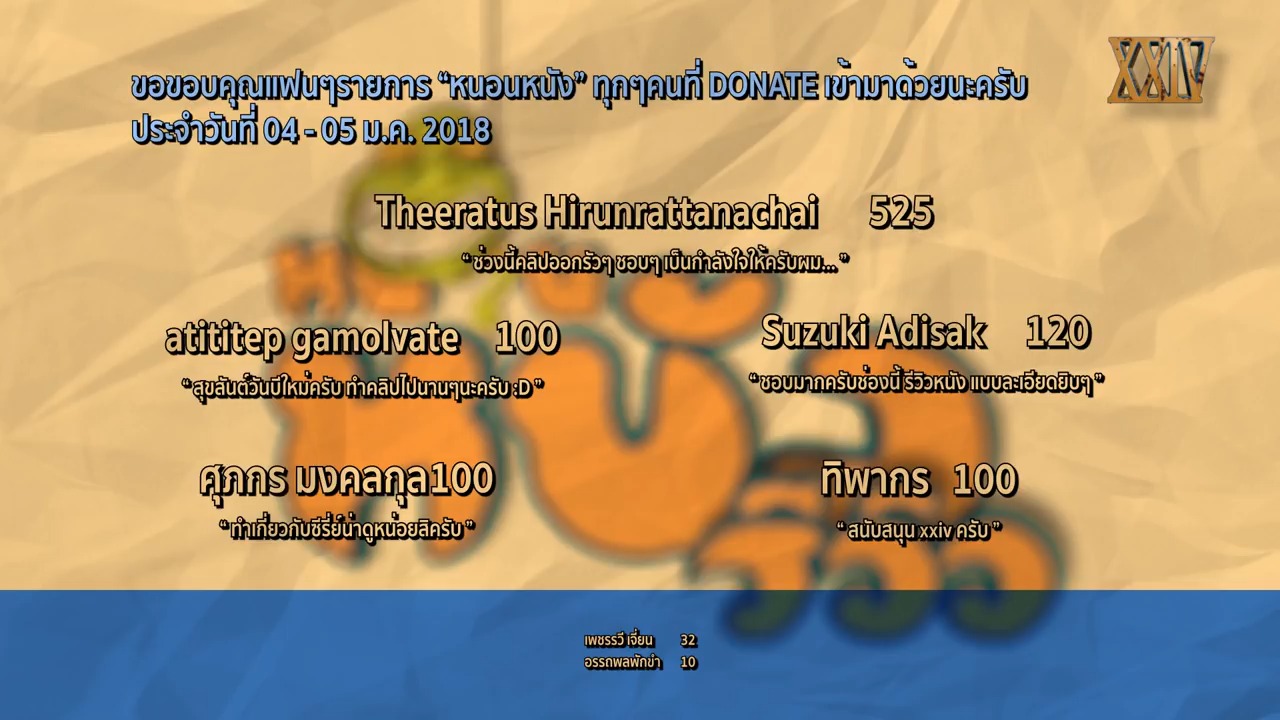 XXIV
ขอขอบคุณแฟนๆรายการ “หนอนหนัง” ทุกๆคนที่ DONATE เข้ามาด้วยนะครับ
ประจำวันที่ 04 - 05 ม.ค. 2018
Theeratus Hirunrattanachai 525
“ ช่วงนี้คลิปออกรัวๆ ชอบๆ เป็นกำลังใจให้ครับผม... ”
atititep gamolvate 100
“ สุขสันต์วันปีใหม่ครับ ทำคลิปไปนานๆนะครับ :D ”
Suzuki Adisak 120
“ ชอบมากครับช่องนี้ รีวิวหนัง แบบละเอียดยิบๆ ”
ศุภกร มงคลกุล100
“ ทำเกี่ยวกับซีรี่ย์น่าดูหน่อยสิครับ ”
ทิพากร 100
“ สนับสนุน xxiv ครับ ”
เพชรรวี เจี่ยน 32
อรรถพลพักขำ 10